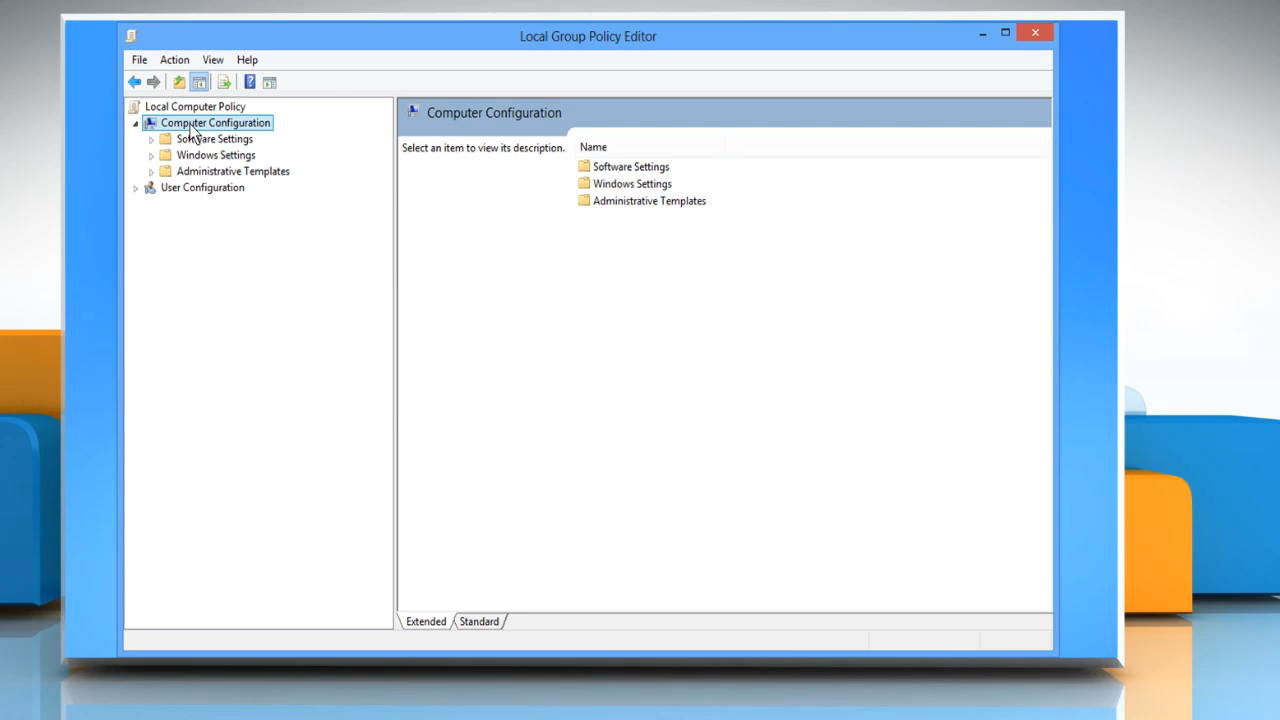 Local Group Policy Editor
File Action View Help
Local Computer Policy
Computer Configuration
Software Settings
Windows Settings
Administrative Templates
User Configuration
Computer Configuration
Select an item to view its description.
Name
Software Settings
Windows Settings
Administrative Templates
Extended Standard